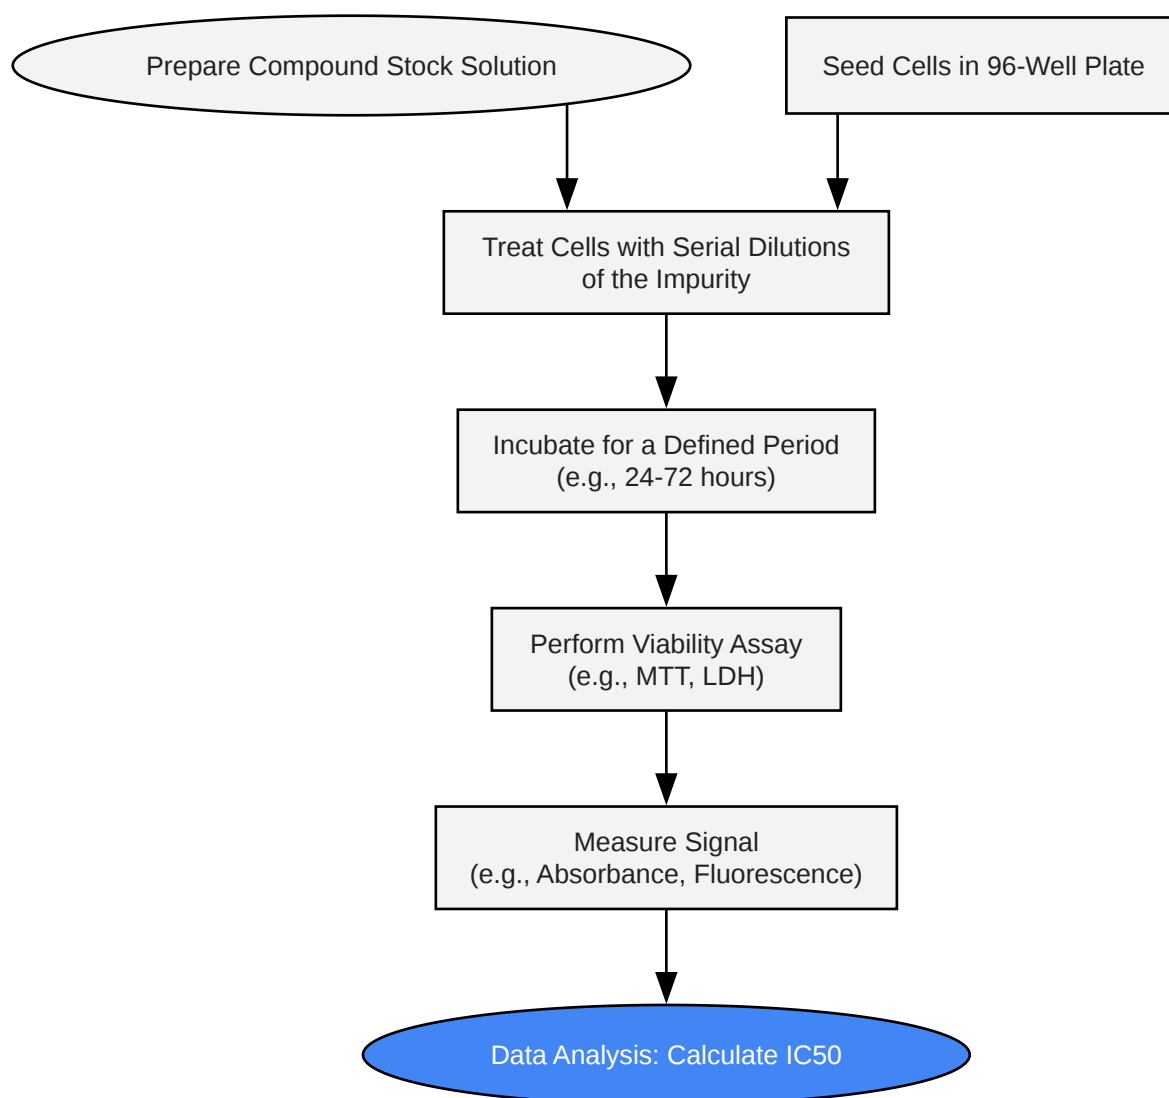 Prepare Compound Stock Solution
Seed Cells in 96-Well Plate
Treat Cells with Serial Dilutions
of the Impurity
Incubate for a Defined Period
(e.g., 24-72 hours)
Perform Viability Assay
(e.g., MTT, LDH)
Measure Signal
(e.g., Absorbance, Fluorescence)
Data Analysis: Calculate IC50